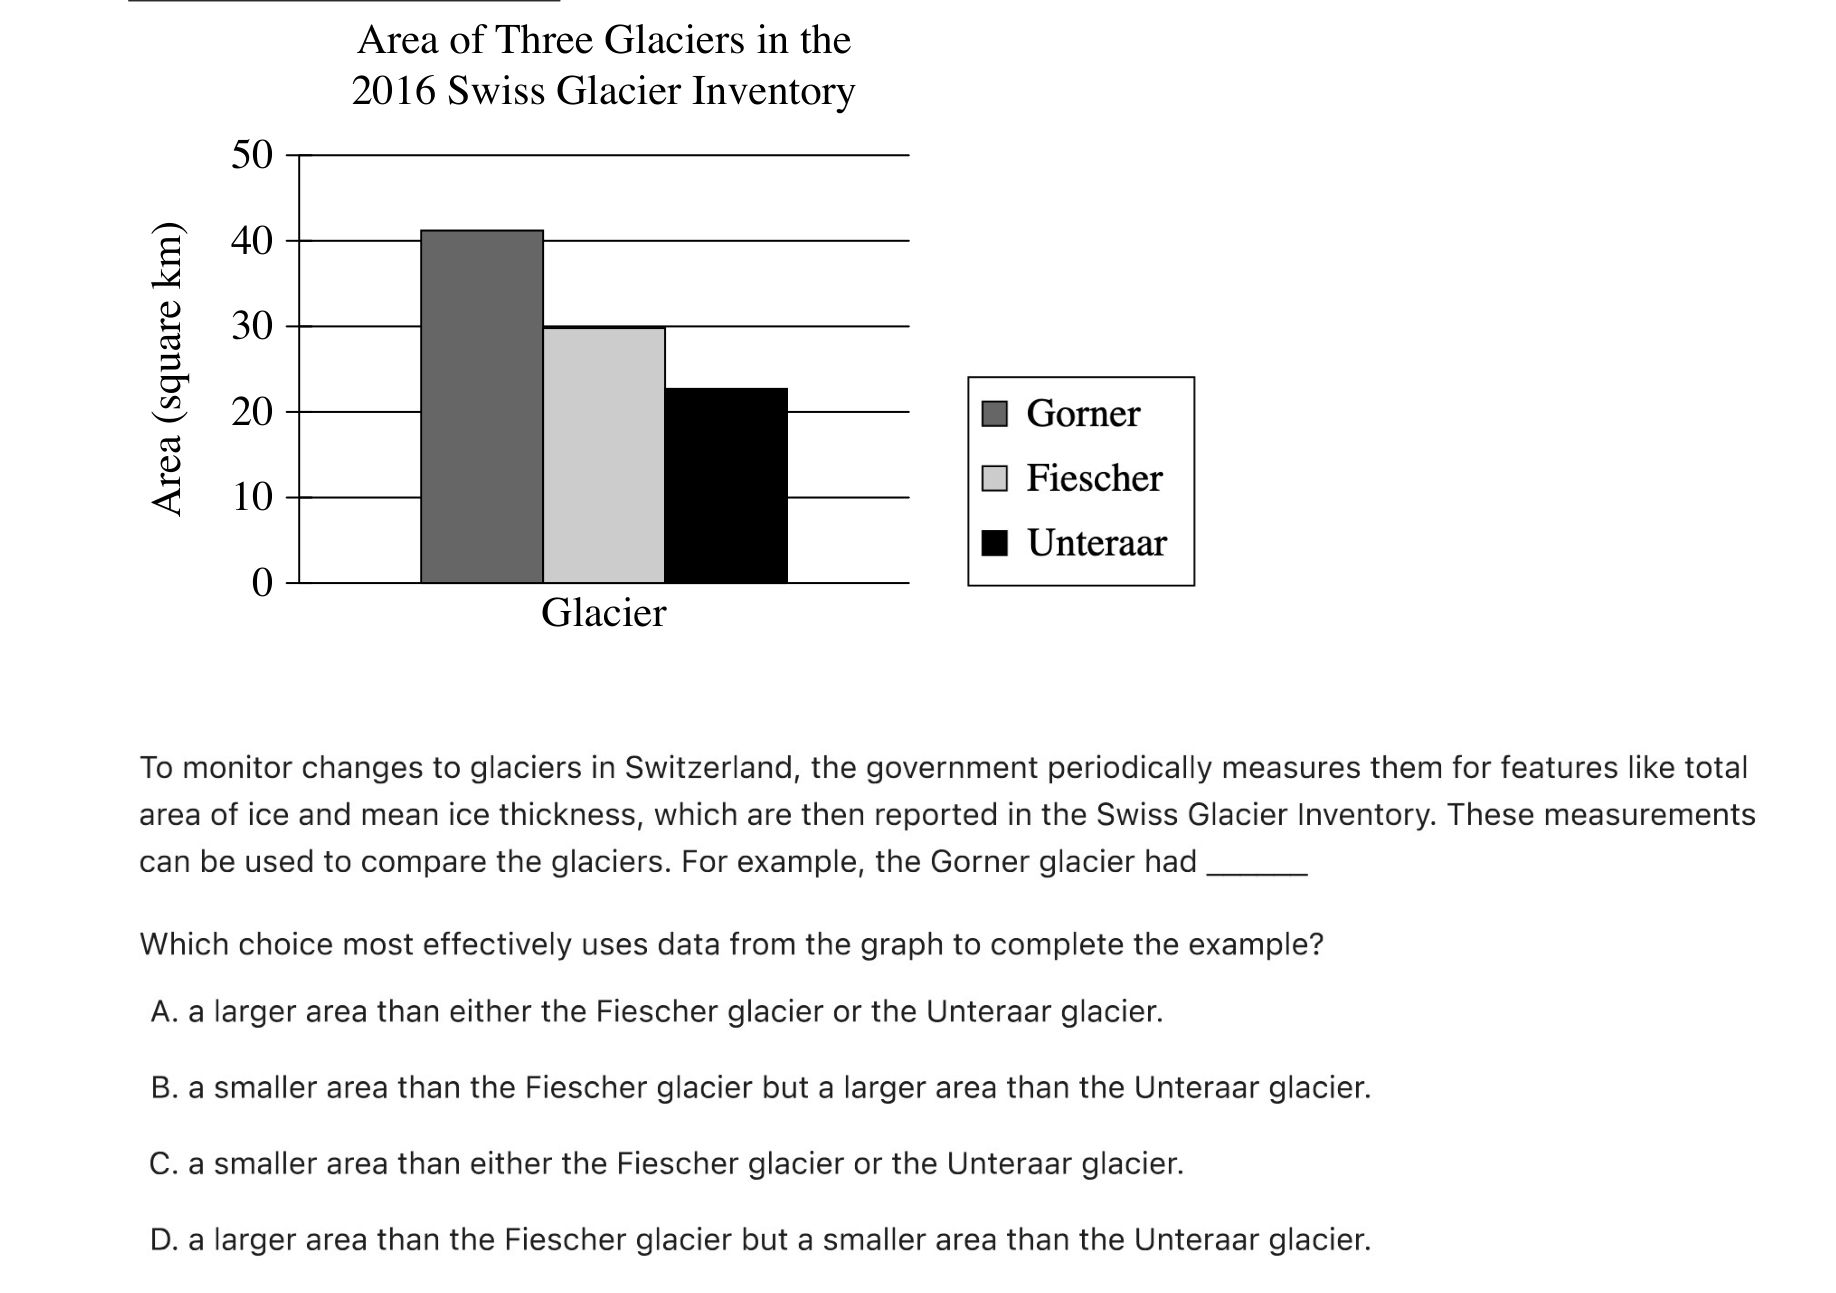 Area of Three Glaciers in the
2016 Swiss Glacier Inventory
50
40
30
20
10
0
Area (square km)
Glacier
Gorner
Fiescher
Unteraar
To monitor changes to glaciers in Switzerland, the government periodically measures them for features like total
area of ice and mean ice thickness, which are then reported in the Swiss Glacier Inventory. These measurements
can be used to compare the glaciers. For example, the Gorner glacier had ______
Which choice most effectively uses data from the graph to complete the example?
A. a larger area than either the Fiescher glacier or the Unteraar glacier.
B. a smaller area than the Fiescher glacier but a larger area than the Unteraar glacier.
C. a smaller area than either the Fiescher glacier or the Unteraar glacier.
D. a larger area than the Fiescher glacier but a smaller area than the Unteraar glacier.